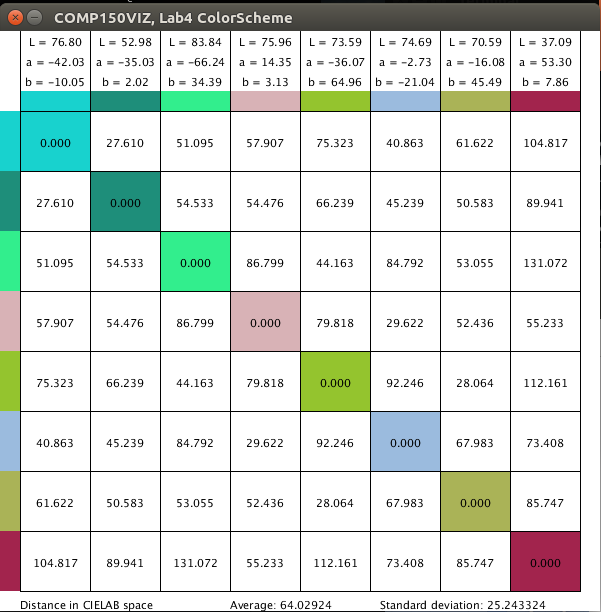 COMP150VIZ, Lab4 ColorScheme
L = 76.80 L = 52.98 L = 83.84 L = 75.96 L = 73.59 L = 74.69 L = 70.59 L = 37.09
a = -42.03 a = -35.03 a = -66.24 a = 14.35 a = -36.07 a = -2.73 a = -16.08 a = 53.30
b = -10.05 b = 2.02 b = 34.39 b = 3.13 b = 64.96 b = -21.04 b = 45.49 b = 7.86
0.000 27.610 51.095 57.907 75.323 40.863 61.622 104.817
27.610 0.000 54.533 54.476 66.239 45.239 50.583 89.941
51.095 54.533 0.000 86.799 44.163 84.792 53.055 131.072
57.907 54.476 86.799 0.000 79.818 29.622 52.436 55.233
75.323 66.239 44.163 79.818 0.000 92.246 28.064 112.161
40.863 45.239 84.792 29.622 92.246 0.000 67.983 73.408
61.622 50.583 53.055 52.436 28.064 67.983 0.000 85.747
104.817 89.941 131.072 55.233 112.161 73.408 85.747 0.000
Distance in CIELAB space Average: 64.02924 Standard deviation: 25.243324